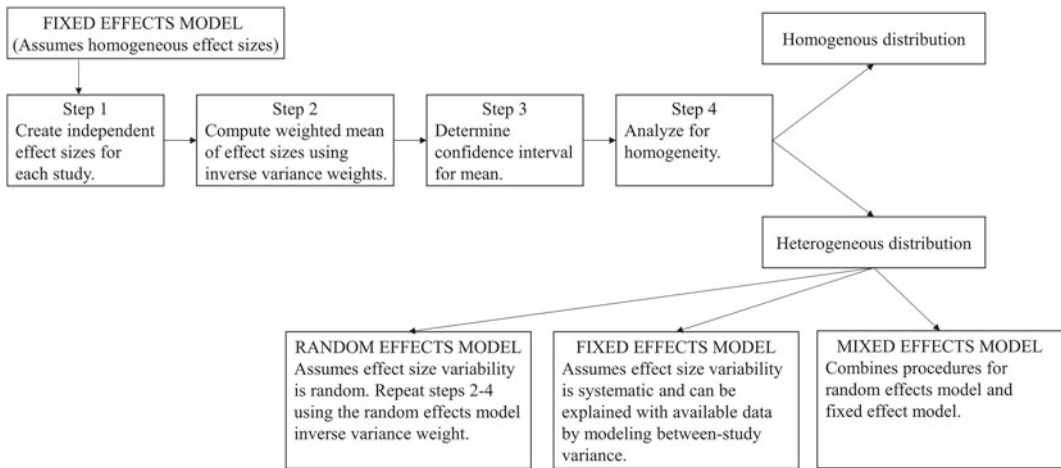 FIXED EFFECTS MODEL
(Assumes homogeneous effect sizes)
Homogenous distribution
Step 1
Create independent
effect sizes for
each study.
Step 2
Compute weighted mean
of effect sizes using
inverse variance weights.
Step 3
Determine
confidence interval
for mean.
Step 4
Analyze for
homogeneity.
Heterogeneous distribution
RANDOM EFFECTS MODEL
Assumes effect size variability
is random. Repeat steps 2-4
using the random effects model
inverse variance weight.
FIXED EFFECTS MODEL
Assumes effect size variability
is systematic and can be
explained with available data
by modeling between-study
variance.
MIXED EFFECTS MODEL
Combines procedures for
random effects model and
fixed effect model.